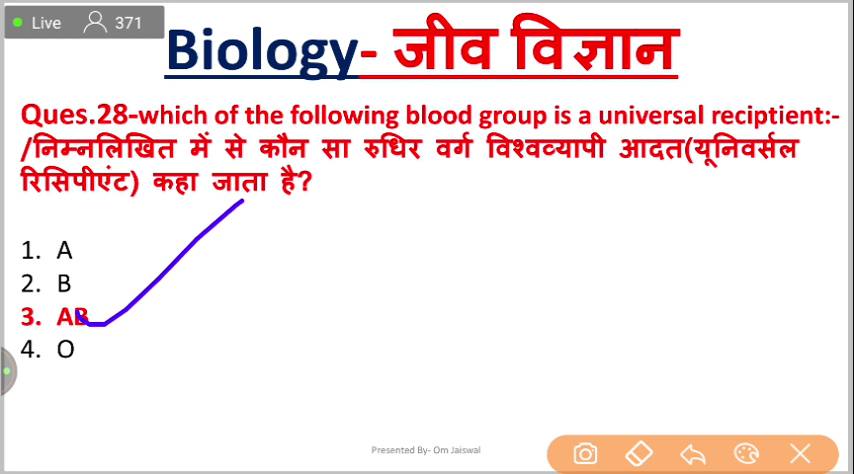 Live 371
Biology- जीव विज्ञान
Ques.28-which of the following blood group is a universal reciptient:-
/निम्नलिखित में से कौन सा रुधिर वर्ग विश्वव्यापी आदत(यूनिवर्सल
रिसिपीएंट) कहा जाता है?
1. A
2. B
3. AB
4. O
Presented By- Om Jaiswal